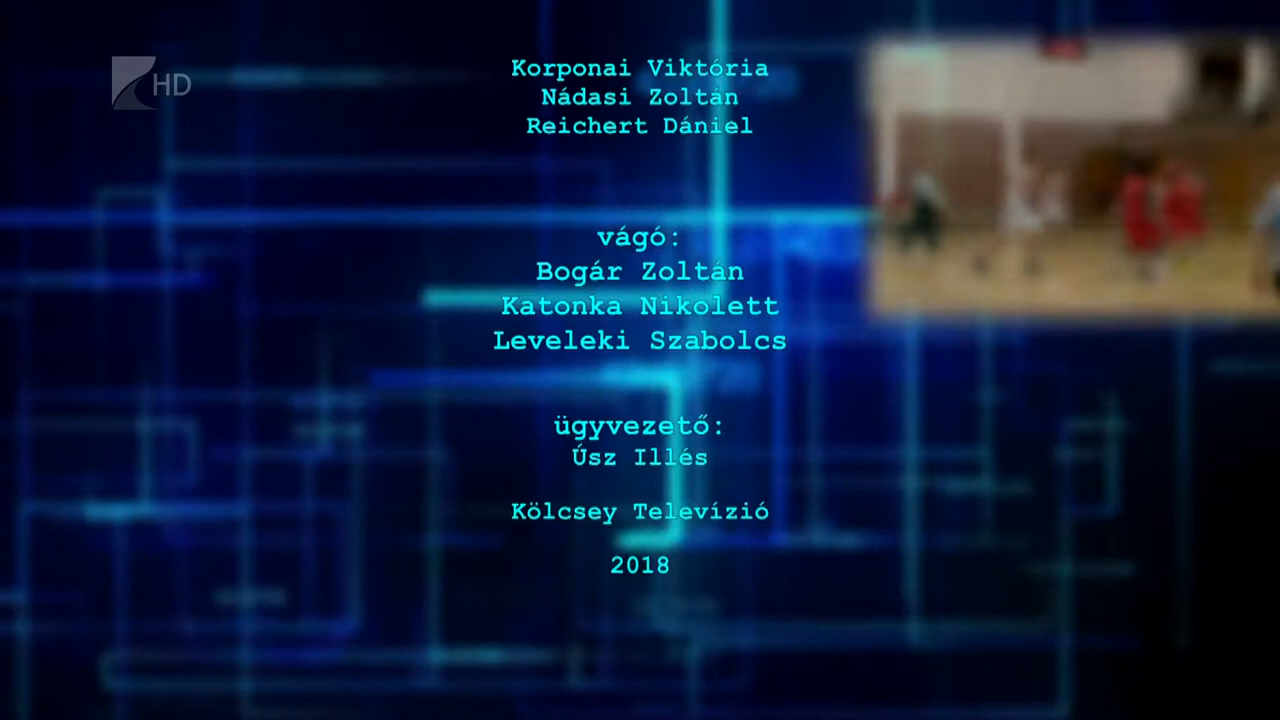 HD
Korponai Viktória
Nádasi Zoltán
Reichert Dániel
vágó:
Bogár Zoltán
Katonka Nikolett
Leveleki Szabolcs
ügyvezető:
Úsz Illés
Kölcsey Televízió
2018